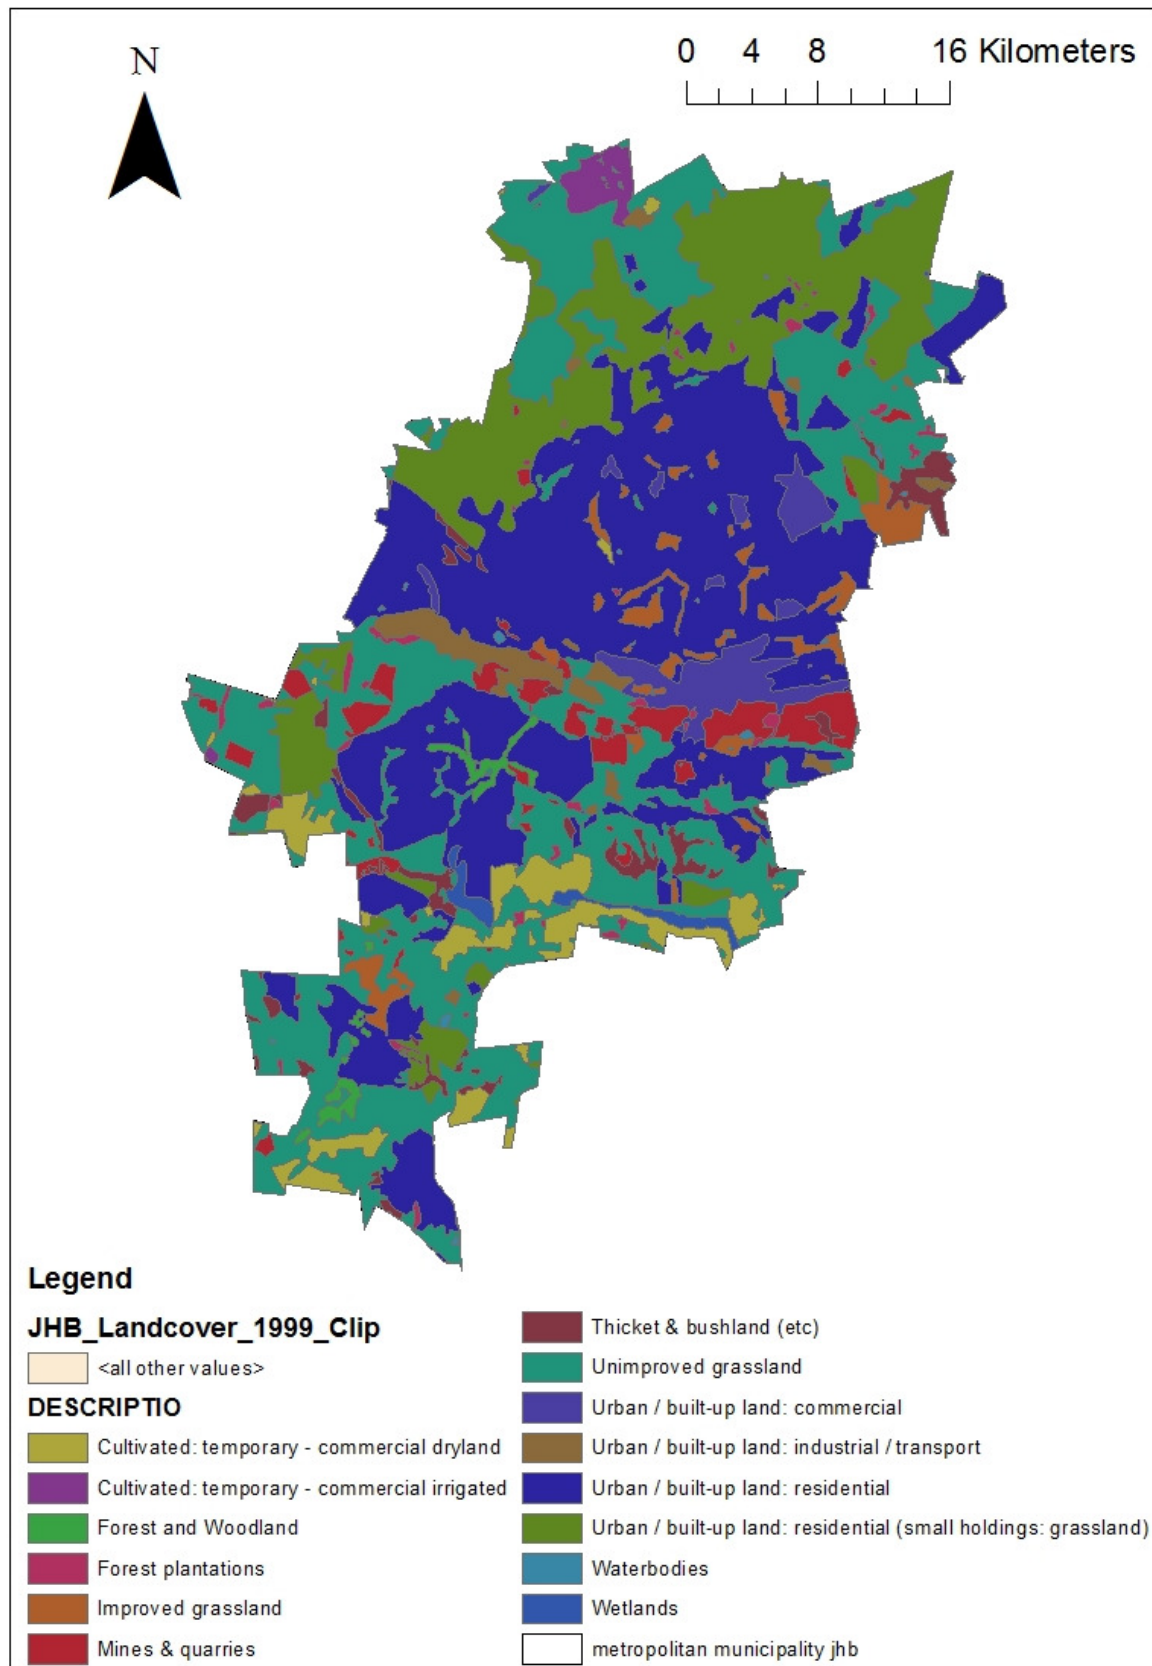 N
0 4 8 16 Kilometers
Legend
JHB_Landcover_1999_Clip
<all other values>
DESCRIPTIO
Cultivated: temporary - commercial dryland
Cultivated: temporary - commercial irrigated
Forest and Woodland
Forest plantations
Improved grassland
Mines & quarries
Thicket & bushland (etc)
Unimproved grassland
Urban / built-up land: commercial
Urban / built-up land: industrial / transport
Urban / built-up land: residential
Urban / built-up land: residential (small holdings: grassland)
Waterbodies
Wetlands
metropolitan municipality jhb